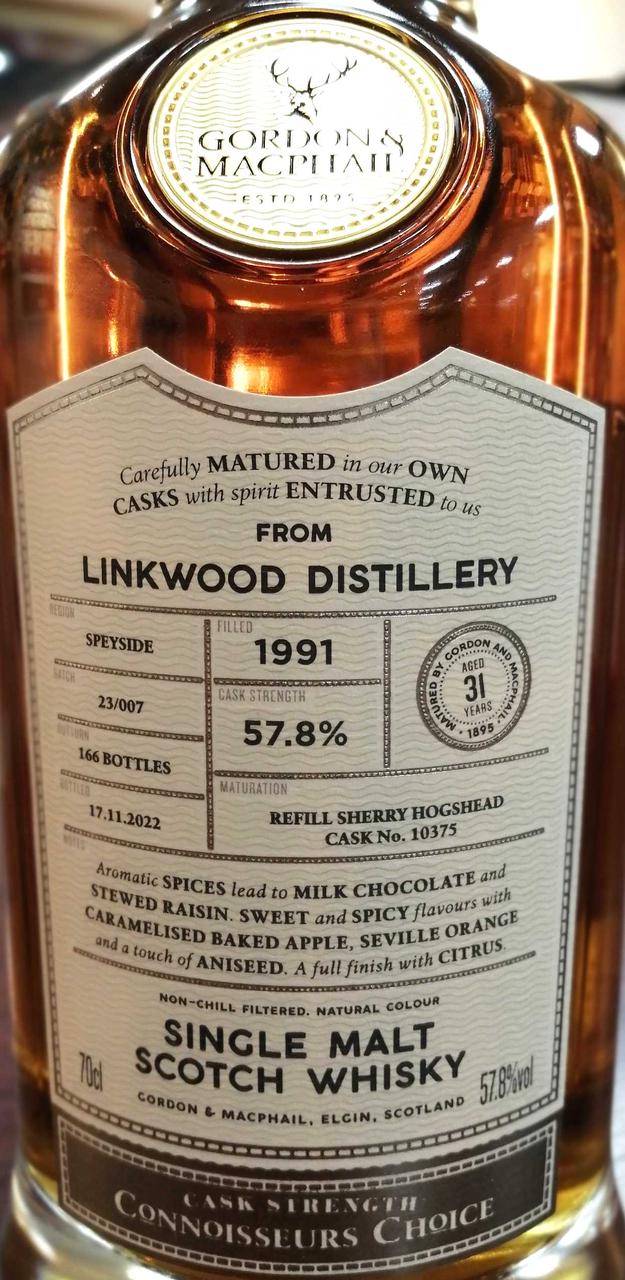 GORDON &
MACPHAIL
ESTD 1895
Carefully MATURED in our OWN
CASKS with spirit ENTRUSTED to us
FROM
LINKWOOD DISTILLERY
REGION
SPEYSIDE
BATCH
23/007
OUTTURN
166 BOTTLES
BOTTLED
17.11.2022
FILLED
1991
CASK STRENGTH
57.8%
MATURED BY GORDON AND MACPHAIL
AGED
31
YEARS
• 1895 •
MATURATION
REFILL SHERRY HOGSHEAD
CASK No. 10375
NOTES
Aromatic SPICES lead to MILK CHOCOLATE and
STEWED RAISIN. SWEET and SPICY flavours with
CARAMELISED BAKED APPLE, SEVILLE ORANGE
and a touch of ANISEED. A full finish with CITRUS.
NON-CHILL FILTERED. NATURAL COLOUR
SINGLE MALT
SCOTCH WHISKY
70cl
57.8%vol
GORDON & MACPHAIL, ELGIN, SCOTLAND
CASK STRENGTH
CONNOISSEURS CHOICE